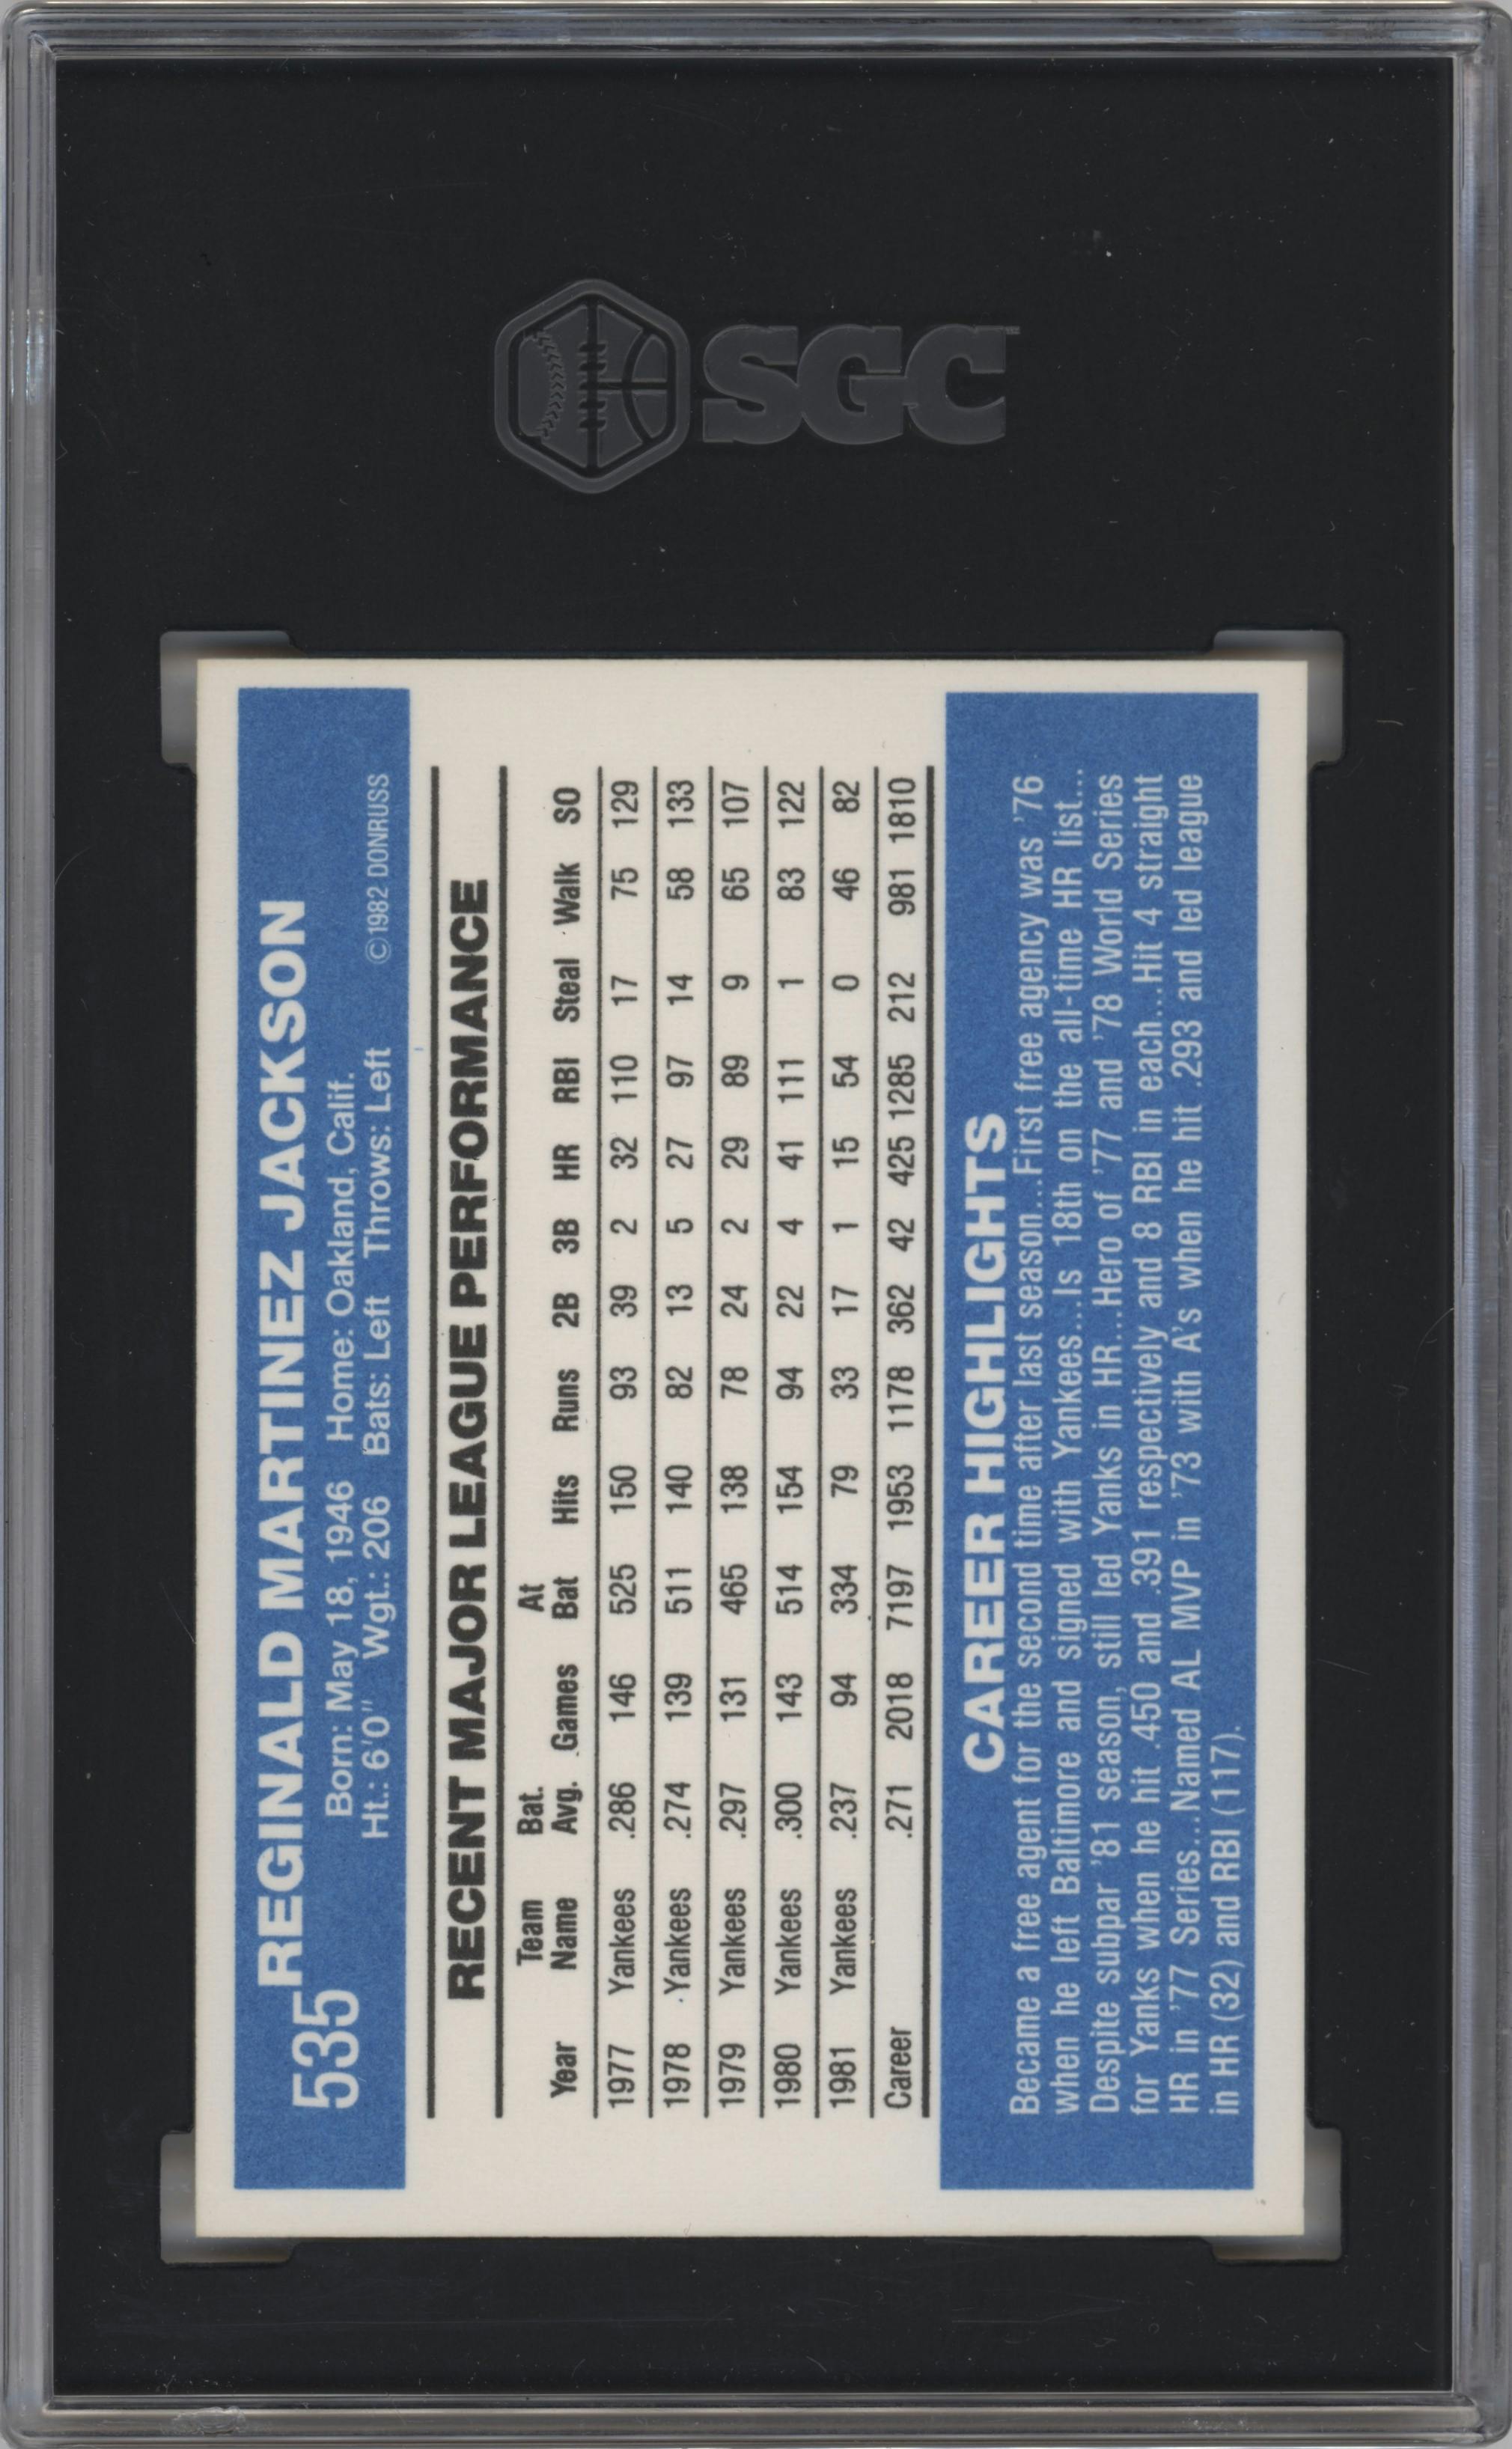 SGC
535 REGINALD MARTINEZ JACKSON
Born: May 18, 1946 Home: Oakland, Calif.
Ht.: 6'0" Wgt.: 206 Bats: Left Throws: Left ©1982 DONRUSS
RECENT MAJOR LEAGUE PERFORMANCE
Year Team Name Bat. Avg. Games At Bat Hits Runs 2B 3B HR RBI Steal Walk SO
1977 Yankees .286 146 525 150 93 39 2 32 110 17 75 129
1978 Yankees .274 139 511 140 82 13 5 27 97 14 58 133
1979 Yankees .297 131 465 138 78 24 2 29 89 9 65 107
1980 Yankees .300 143 514 154 94 22 4 41 111 1 83 122
1981 Yankees .237 94 334 79 33 17 1 15 54 0 46 82
Career .271 2018 7197 1953 1178 362 42 425 1285 212 981 1810
CAREER HIGHLIGHTS
Became a free agent for the second time after last season...First free agency was '76
when he left Baltimore and signed with Yankees...Is 18th on the all-time HR list...
Despite subpar '81 season, still led Yanks in HR...Hero of '77 and '78 World Series
for Yanks when he hit .450 and .391 respectively and 8 RBI in each...Hit 4 straight
HR in '77 Series...Named AL MVP in '73 with A's when he hit .293 and led league
in HR (32) and RBI (117).